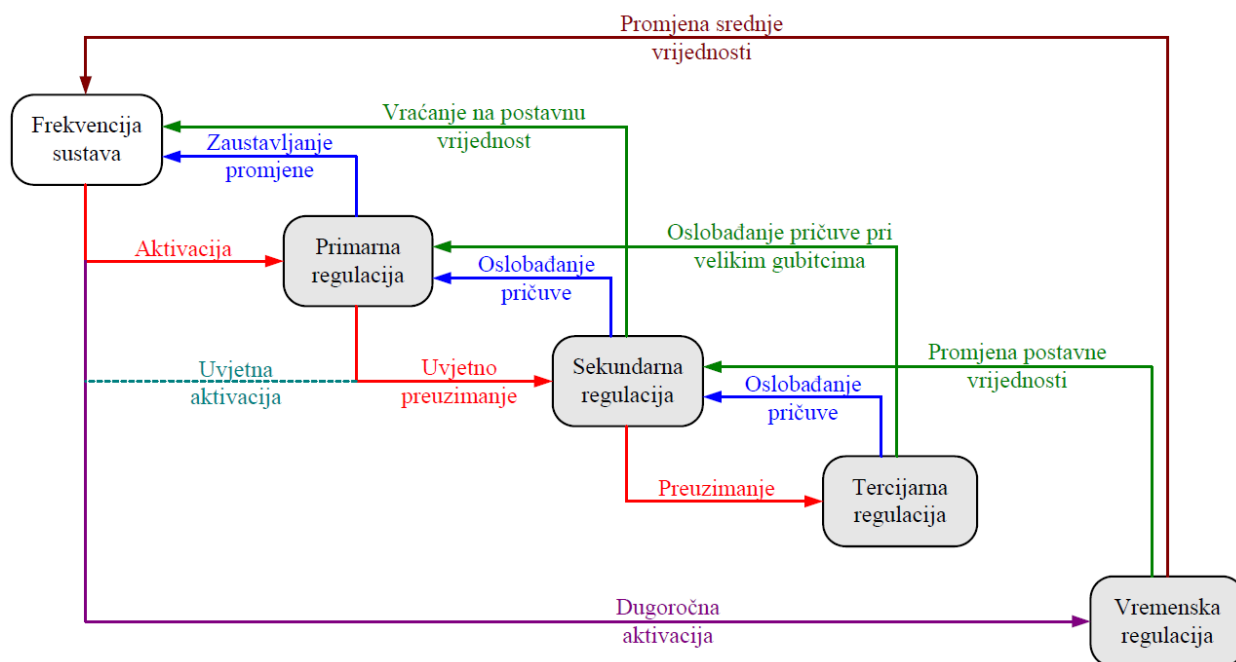 Promjena srednje
vrijednosti
Frekvencija
sustava
Vraćanje na postavnu
vrijednost
Zaustavljanje
promjene
Aktivacija
Primarna
regulacija
Oslobađanje pričuve pri
velikim gubitcima
Oslobađanje
pričuve
Uvjetna
aktivacija
Uvjetno
preuzimanje
Sekundarna
regulacija
Promjena postavne
vrijednosti
Oslobađanje
pričuve
Preuzimanje
Tercijarna
regulacija
Dugoročna
aktivacija
Vremenska
regulacija